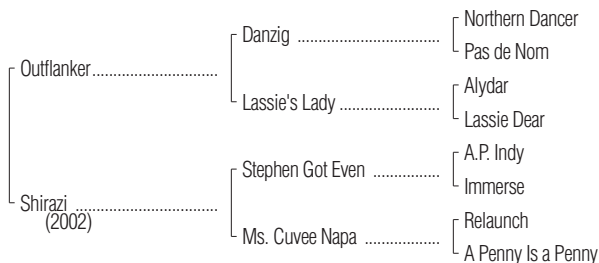 Northern Dancer
Danzig ......................................
Pas de Nom
Outflanker.................................
Alydar
Lassie's Lady ...........................
Lassie Dear
A.P. Indy
Stephen Got Even ..................
Immerse
Shirazi ......................................
(2002)
Relaunch
Ms. Cuvee Napa ....................
A Penny Is a Penny